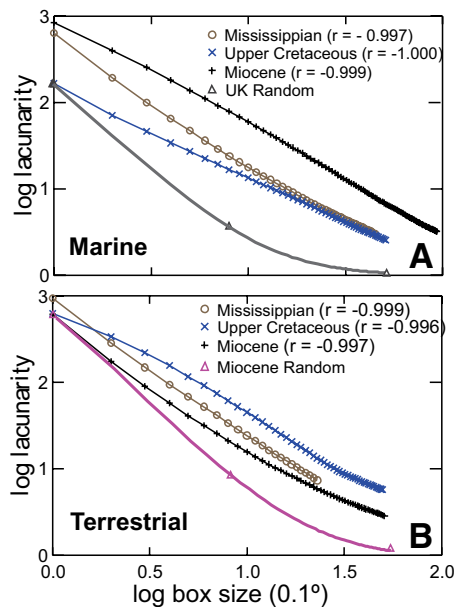 3
Mississippian (r = - 0.997)
Upper Cretaceous (r = -1.000)
Miocene (r = -0.999)
UK Random
2
log lacunarity
1
Marine
A
0
3
Mississippian (r = -0.999)
Upper Cretaceous (r = -0.996)
Miocene (r = -0.997)
Miocene Random
2
log lacunarity
1
Terrestrial
B
0
0.0 0.5 1.0 1.5 2.0
log box size (0.1º)